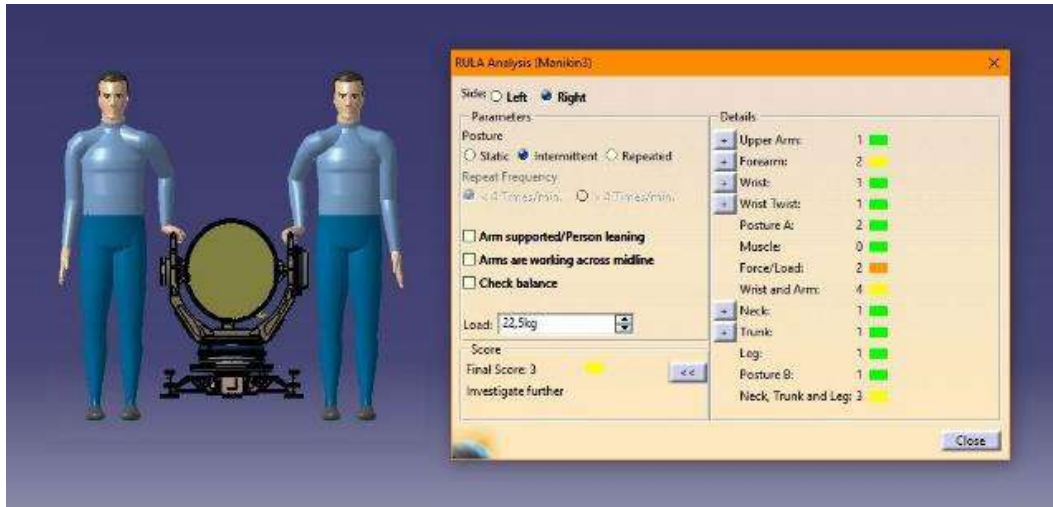 RULA Analysis (Manikin3)
Side: Left Right
Parameters
Posture
Static Intermittent Repeated
Repeat Frequency
< 4 Times/min. > 4 Times/min.
Arm supported/Person leaning
Arms are working across midline
Check balance
Load: 22,5kg
Score
Final Score: 3
<<
Investigate further
Details
+ Upper Arm: 1
+ Forearm: 2
+ Wrist: 1
+ Wrist Twist: 1
Posture A: 2
Muscle: 0
Force/Load: 2
Wrist and Arm: 4
+ Neck: 1
+ Trunk: 1
Leg: 1
Posture B: 1
Neck, Trunk and Leg: 3
Close